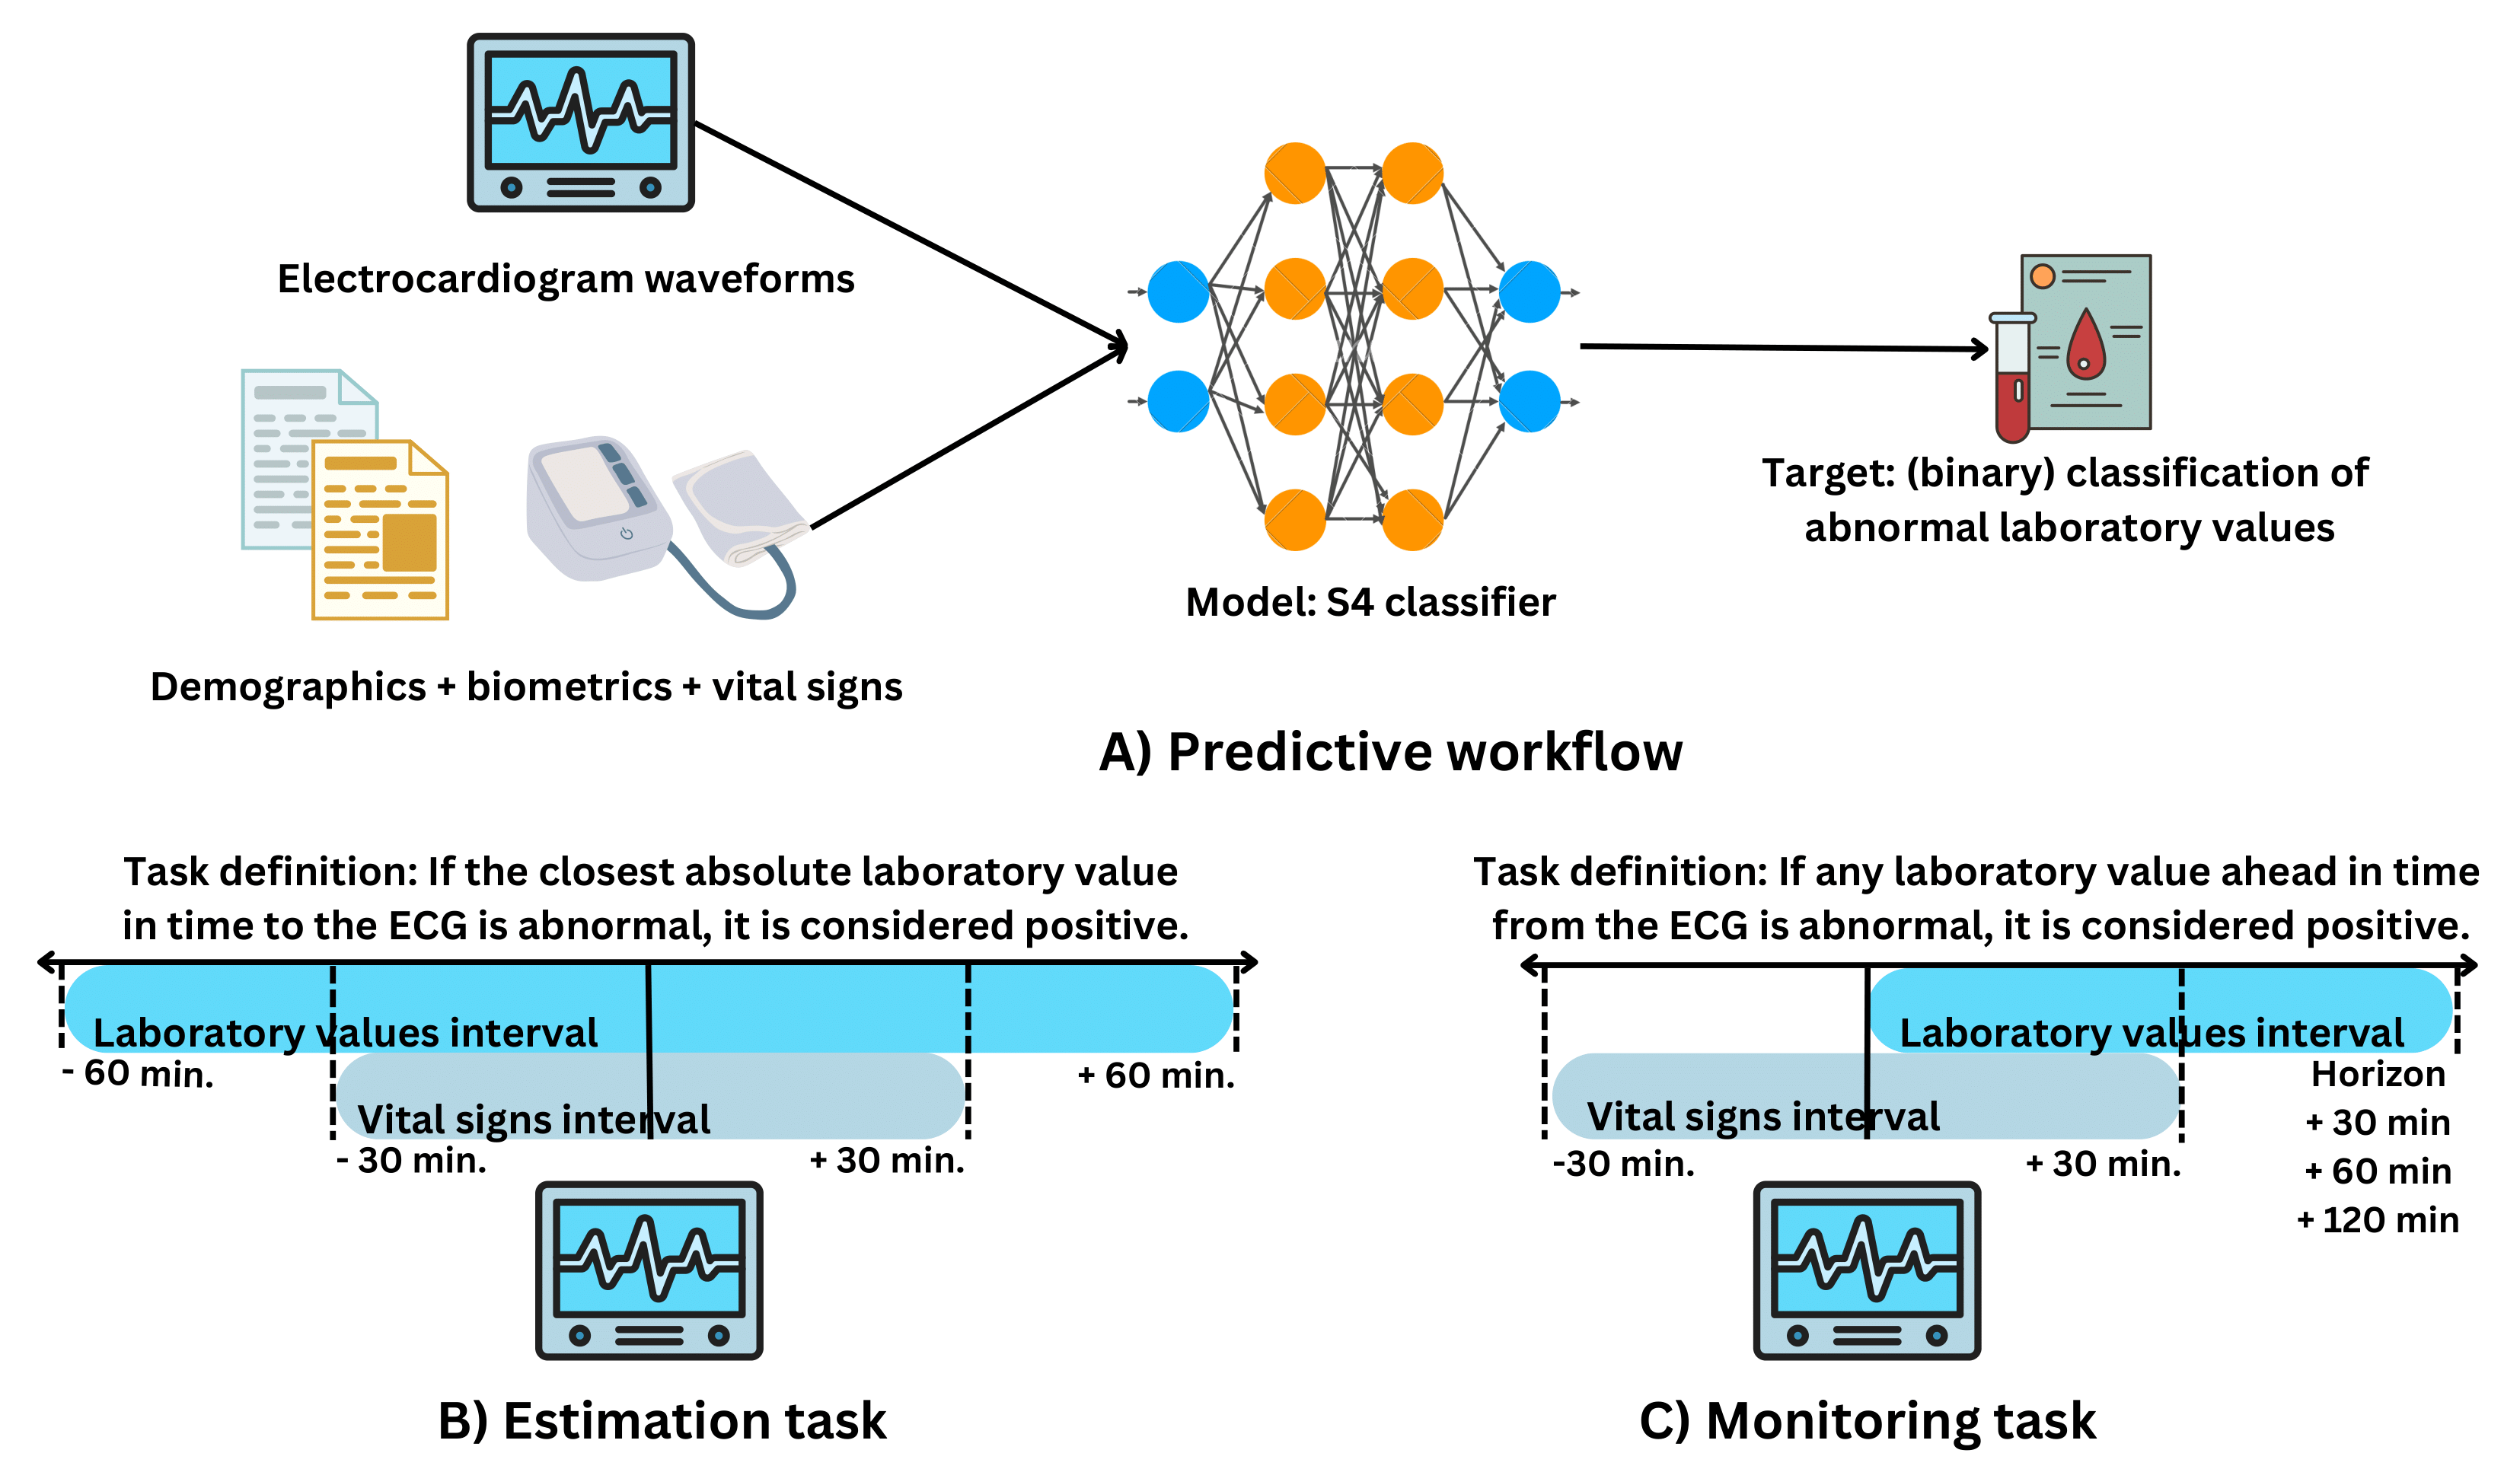 Electrocardiogram waveforms
Demographics + biometrics + vital signs
Model: S4 classifier
Target: (binary) classification of
abnormal laboratory values
A) Predictive workflow
Task definition: If the closest absolute laboratory value
in time to the ECG is abnormal, it is considered positive.
Laboratory values interval
- 60 min.
+ 60 min.
Vital signs interval
- 30 min.
+ 30 min.
B) Estimation task
Task definition: If any laboratory value ahead in time
from the ECG is abnormal, it is considered positive.
Laboratory values interval
Vital signs interval
-30 min.
+ 30 min.
Horizon
+ 30 min
+ 60 min
+ 120 min
C) Monitoring task